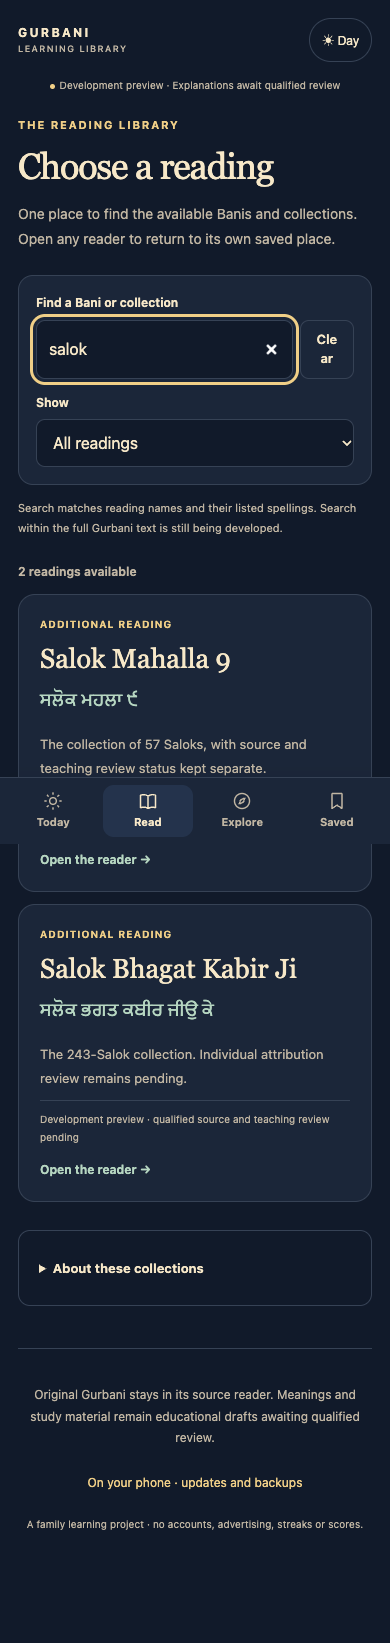 GURBANI
LEARNING LIBRARY
☀ Day
Development preview · Explanations await qualified review
THE READING LIBRARY
Choose a reading
One place to find the available Banis and collections.
Open any reader to return to its own saved place.
Find a Bani or collection
salok
Cle
ar
Show
All readings
Search matches reading names and their listed spellings. Search
within the full Gurbani text is still being developed.
2 readings available
ADDITIONAL READING
Salok Mahalla 9
ਸਲੋਕ ਮਹਲਾ ੯
The collection of 57 Saloks, with source and
teaching review status kept separate.
Today
Read
Explore
Saved
Open the reader →
ADDITIONAL READING
Salok Bhagat Kabir Ji
ਸਲੋਕ ਭਗਤ ਕਬੀਰ ਜੀਉ ਕੇ
The 243-Salok collection. Individual attribution
review remains pending.
Development preview · qualified source and teaching review
pending
Open the reader →
About these collections
Original Gurbani stays in its source reader. Meanings and
study material remain educational drafts awaiting qualified
review.
On your phone · updates and backups
A family learning project · no accounts, advertising, streaks or scores.